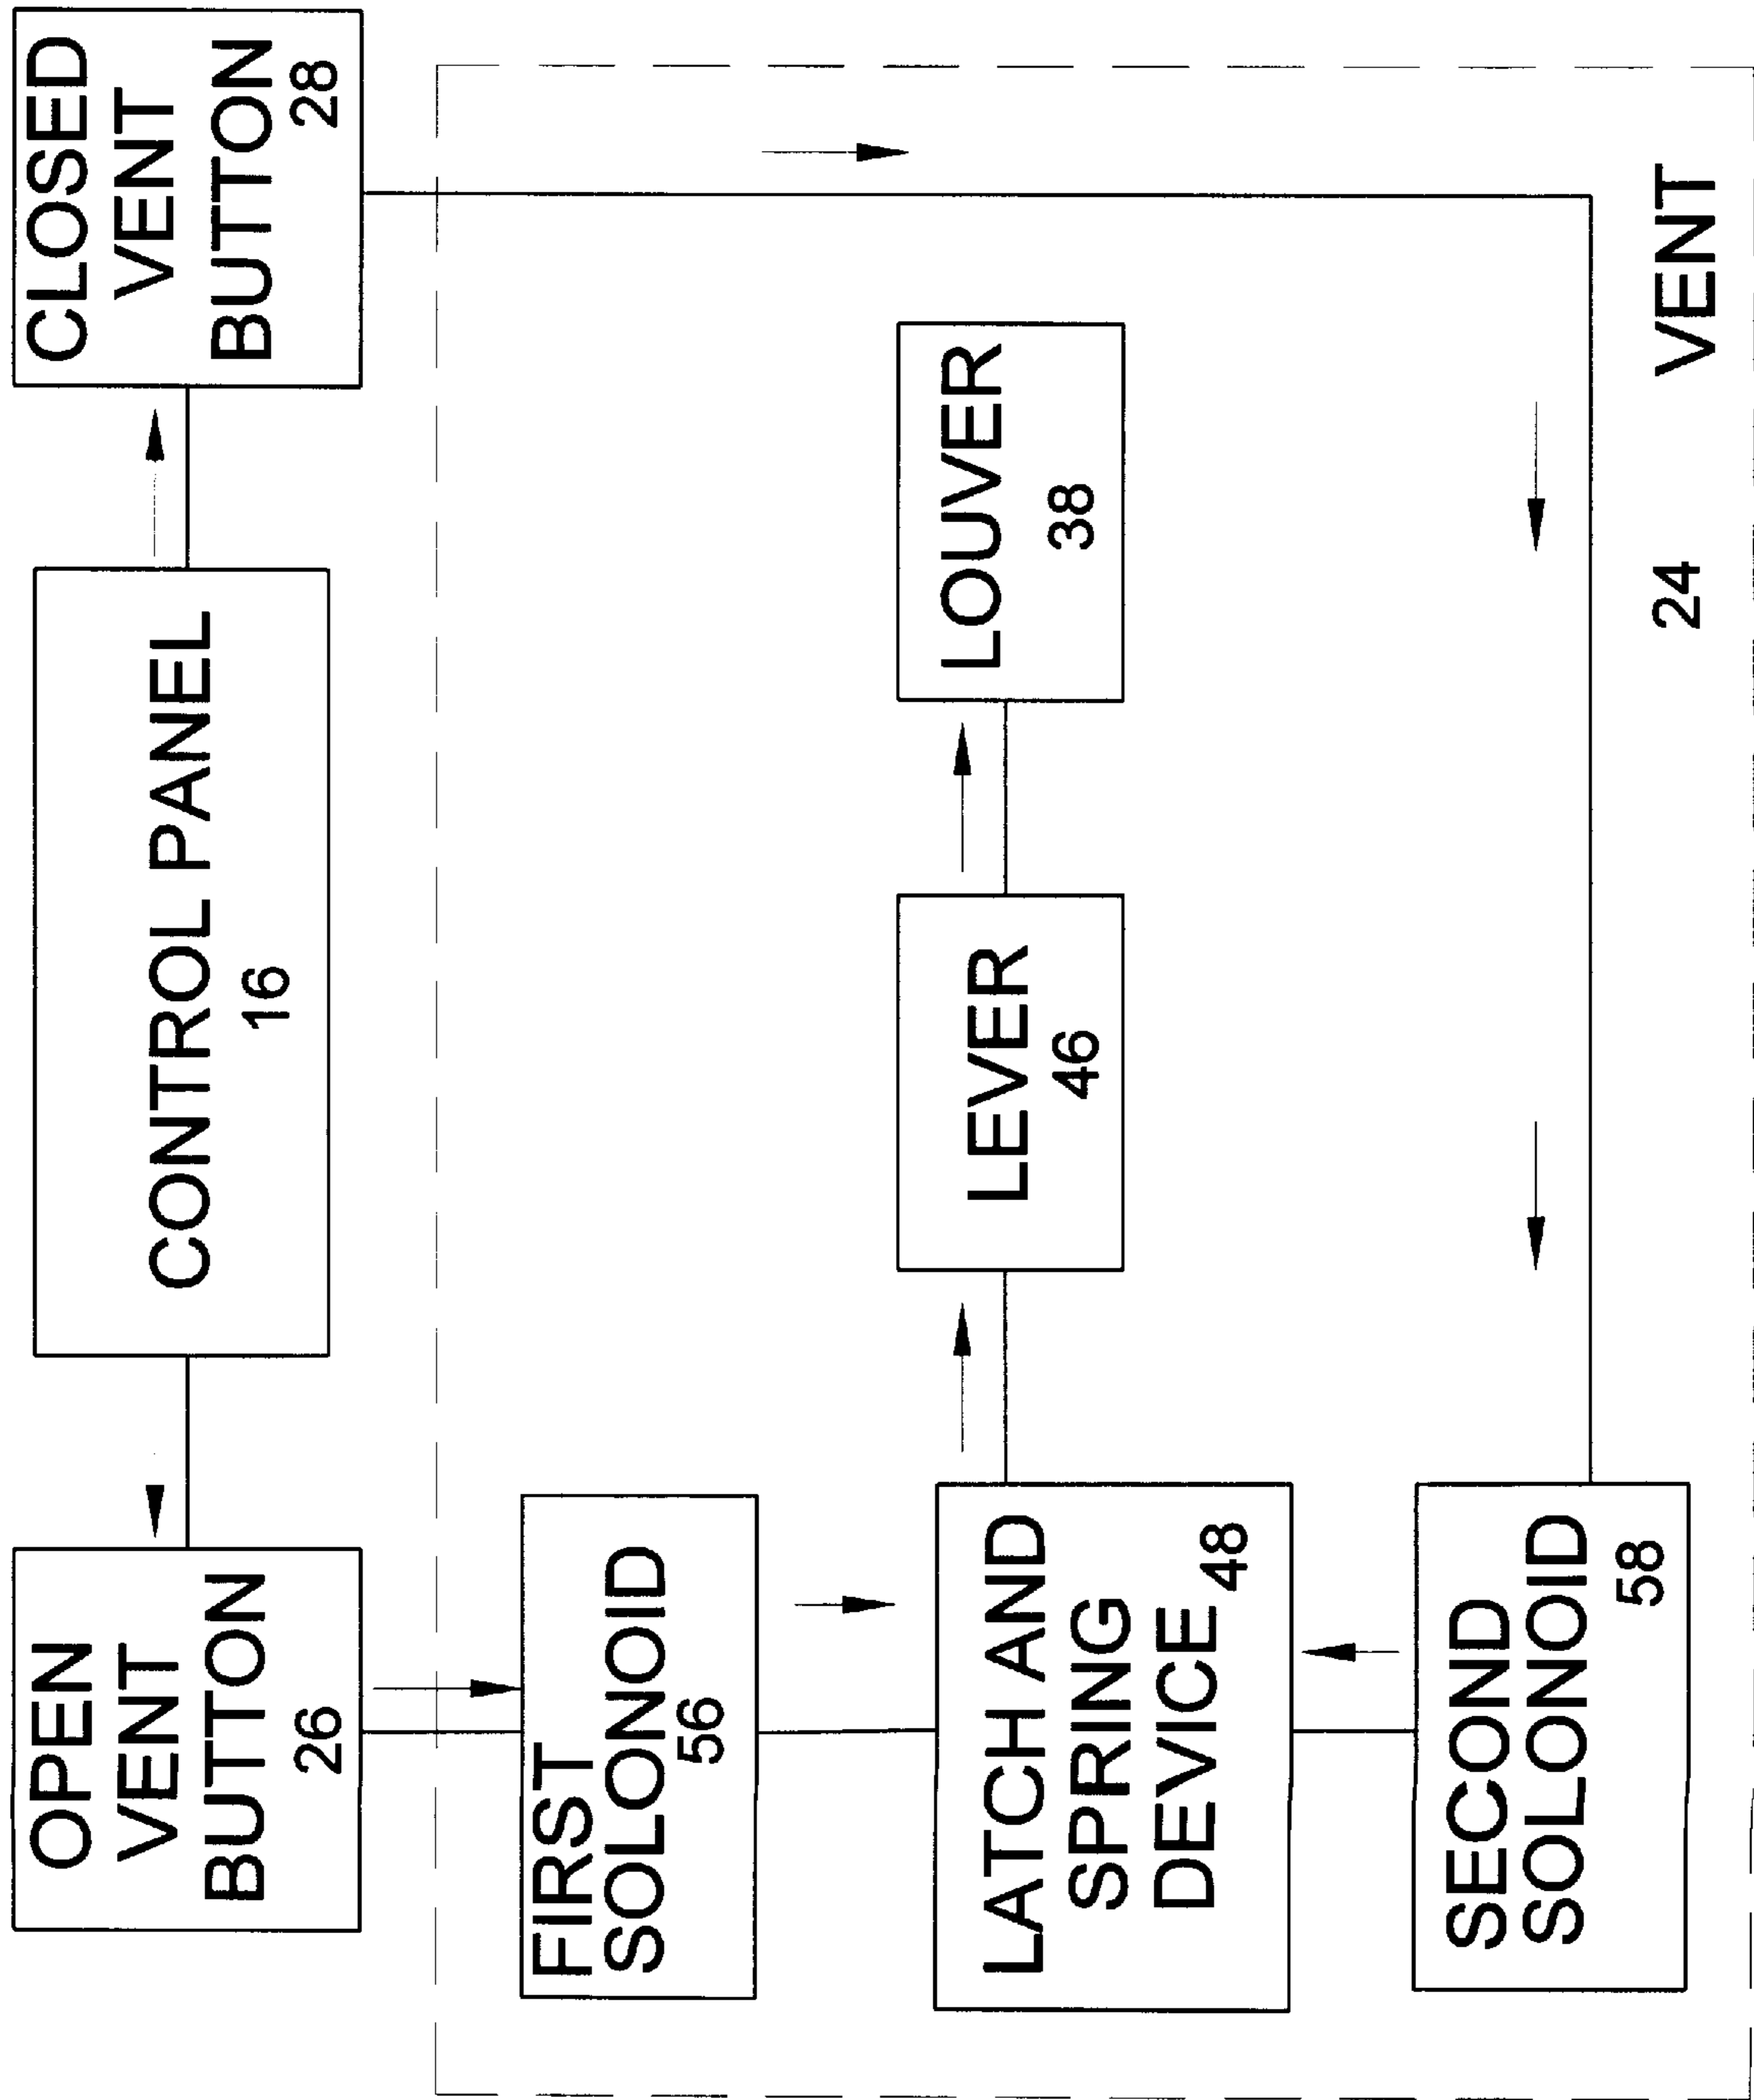 OPEN
VENT
BUTTON
26
CONTROL PANEL
16
CLOSED
VENT
BUTTON
28
FIRST
SOLONOID
56
LATCH AND
SPRING
DEVICE
48
LEVER
46
LOUVER
38
SECOND
SOLONOID
58
24
VENT